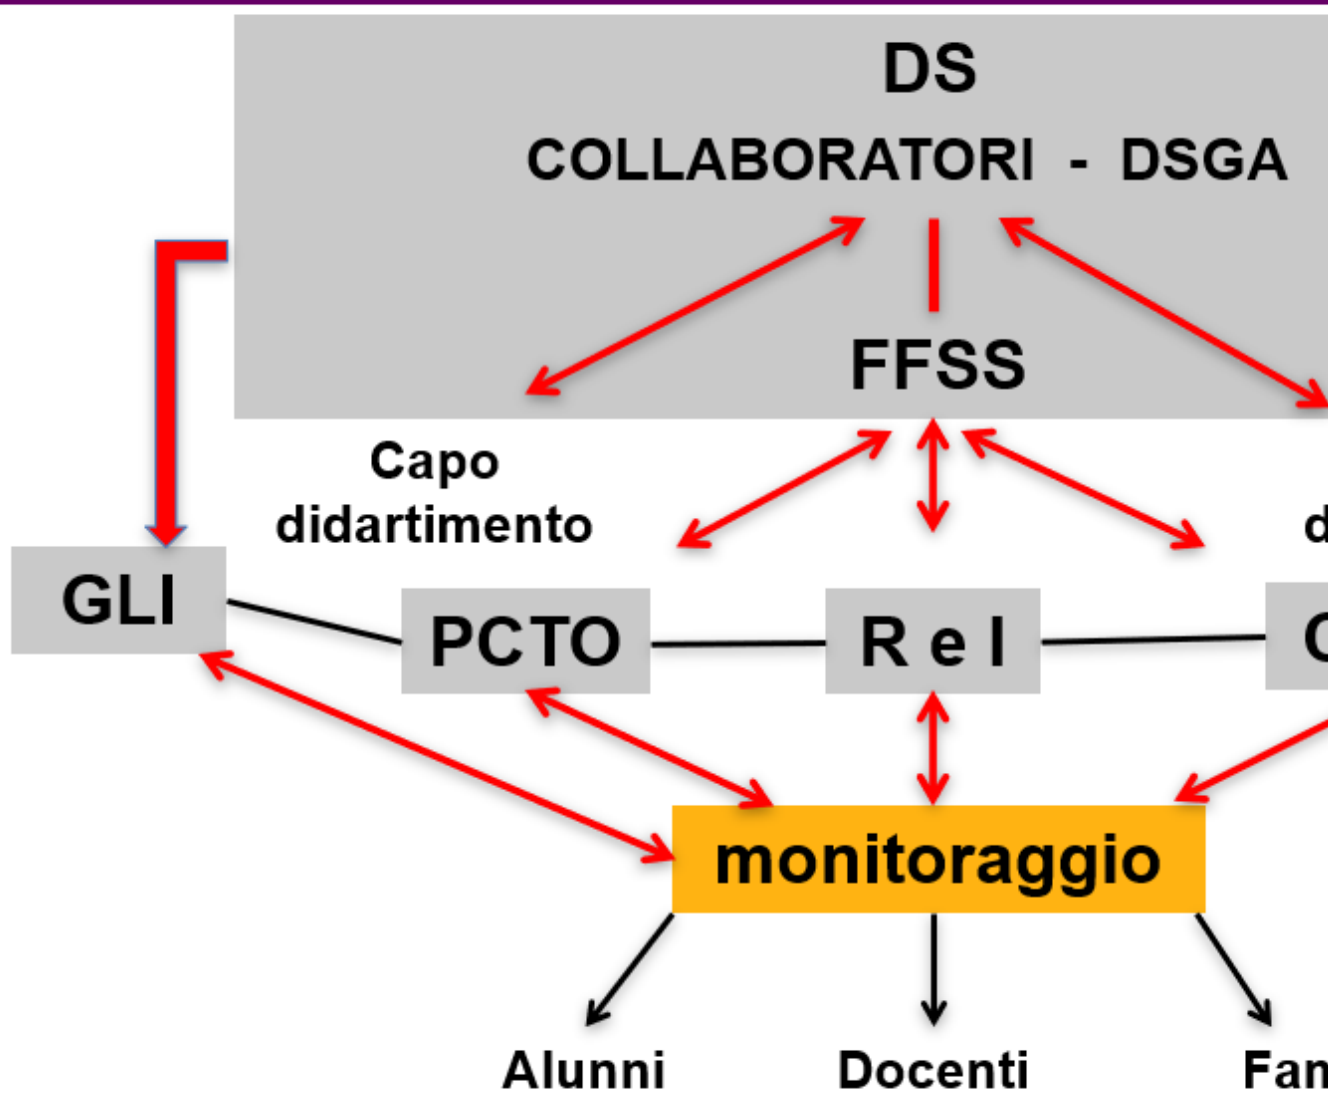 DS
COLLABORATORI - DSGA
FFSS
Capo
didartimento
GLI
PCTO
R e I
monitoraggio
Alunni
Docenti